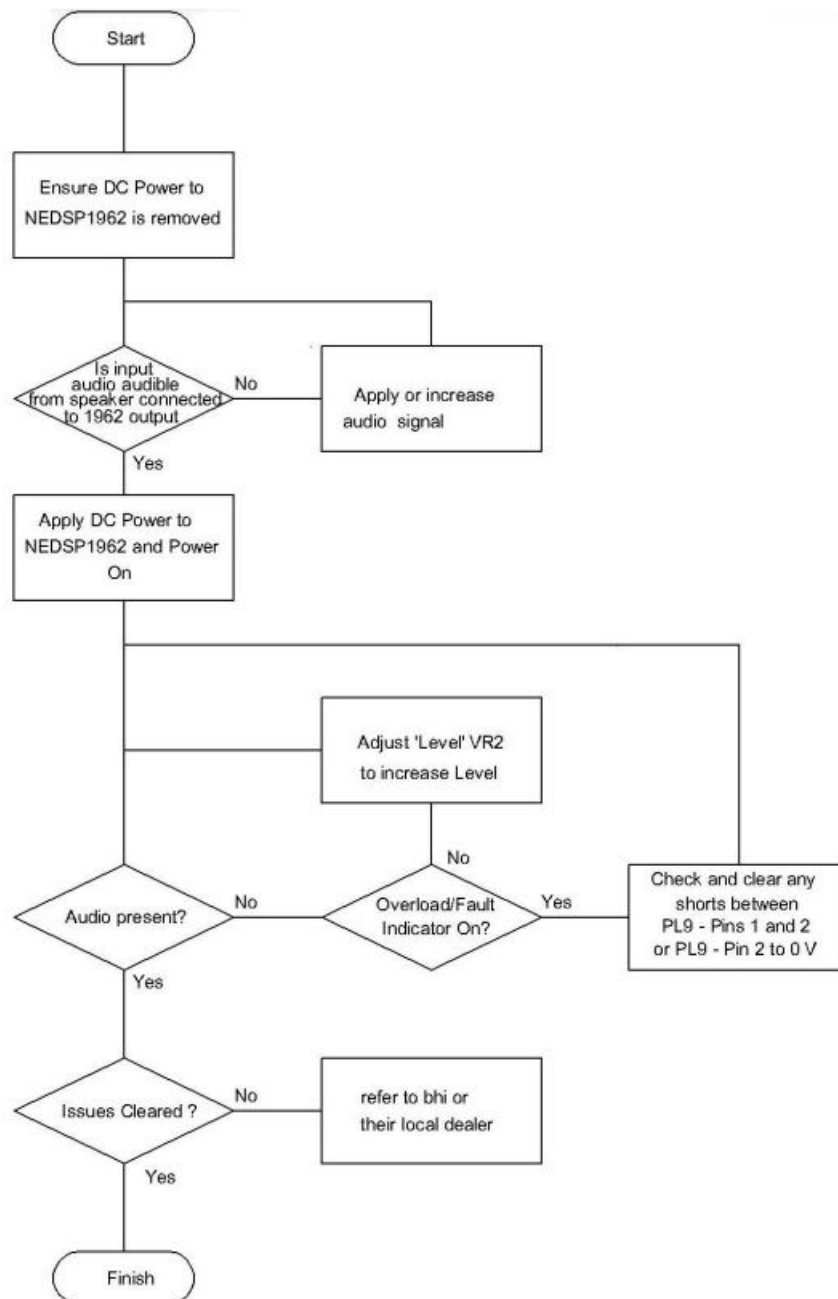 Start
Ensure DC Power to
NEDSP1962 is removed
Is input
audio audible
from speaker connected
to 1962 output
No
Apply or increase
audio signal
Yes
Apply DC Power to
NEDSP1962 and Power
On
Adjust 'Level' VR2
to increase Level
No
Audio present?
No
Overload/Fault
Indicator On?
Yes
Check and clear any
shorts between
PL9 - Pins 1 and 2
or PL9 - Pin 2 to 0 V
Yes
Issues Cleared ?
No
refer to bhi or
their local dealer
Yes
Finish